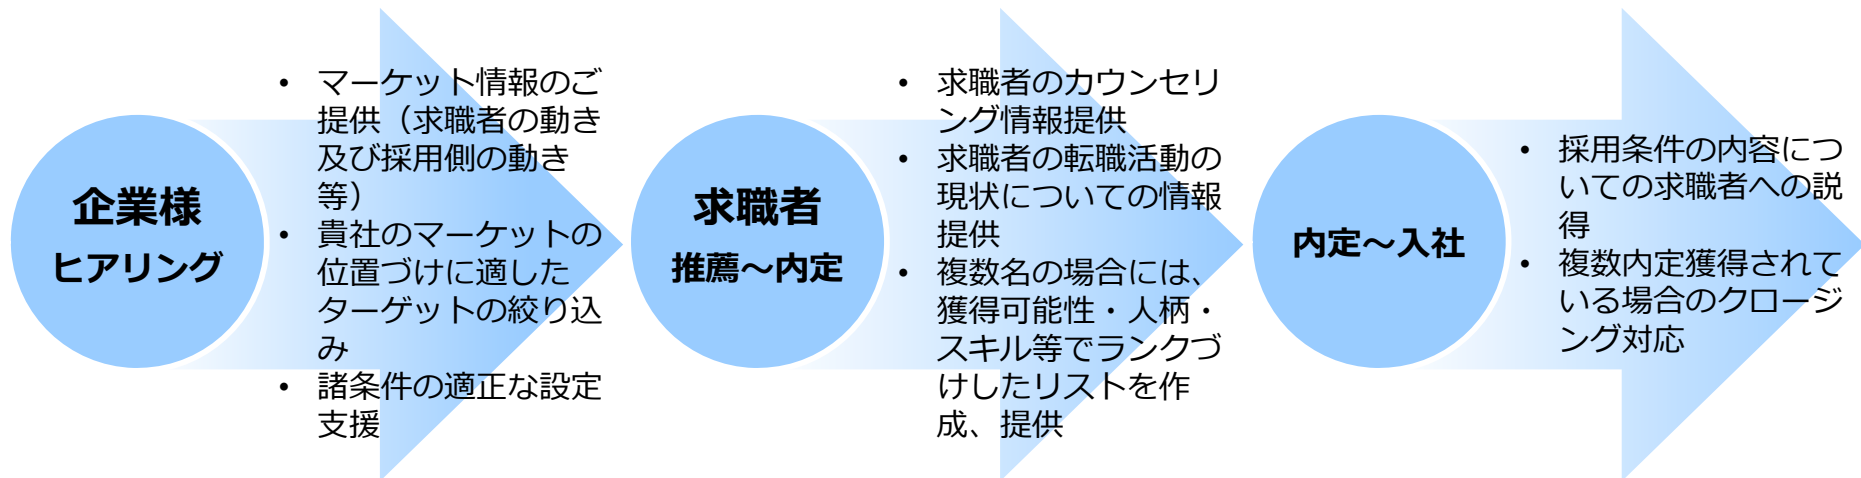 企業様
ヒアリング
• マーケット情報のご
提供（求職者の動き
及び採用側の動き
等）
• 貴社のマーケットの
位置づけに適した
ターゲットの絞り込
み
• 諸条件の適正な設定
支援
求職者
推薦～内定
• 求職者のカウンセリ
ング情報提供
• 求職者の転職活動の
現状についての情報
提供
• 複数名の場合には、
獲得可能性・人柄・
スキル等でランクづ
けしたリストを作
成、提供
内定～入社
• 採用条件の内容につ
いての求職者への説
得
• 複数内定獲得されて
いる場合のクロージ
ング対応